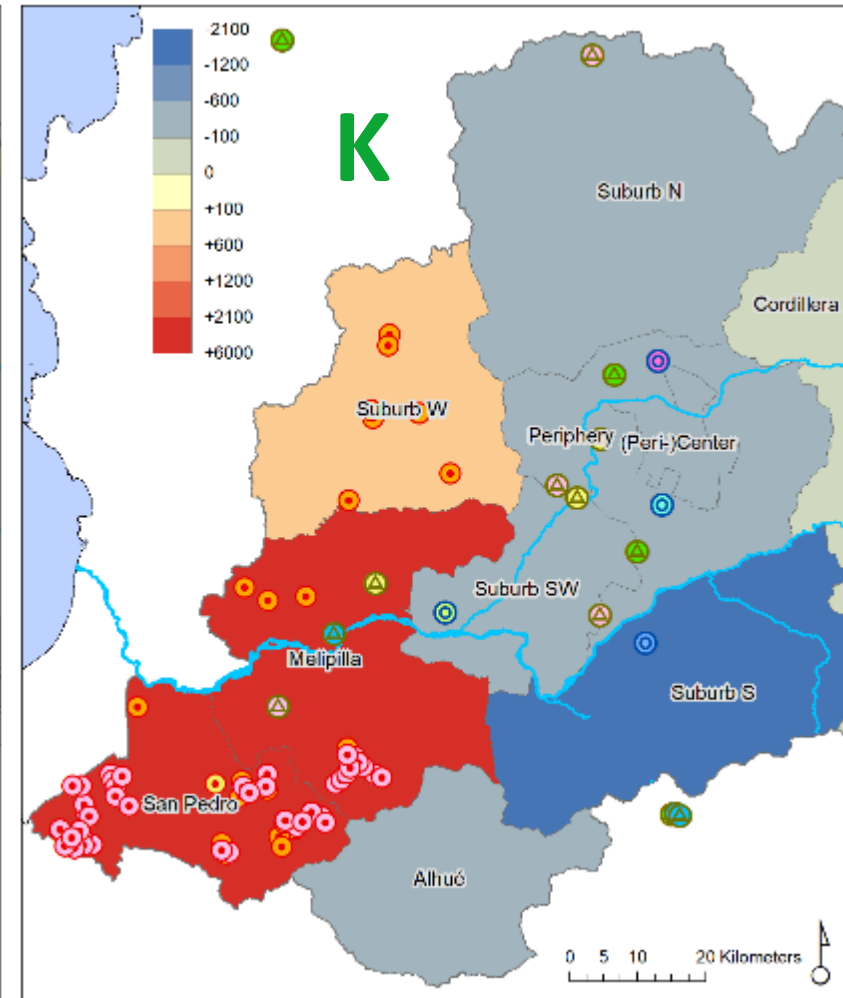 -2100
-1200
-600
-100
0
+100
+600
+1200
+2100
+6000
K
Suburb N
Cordillera
Suburb W
Periphery
(Peri-)Center
Suburb SW
Melipilla
Suburb S
San Pedro
Alhué
0 5 10 20 Kilometers